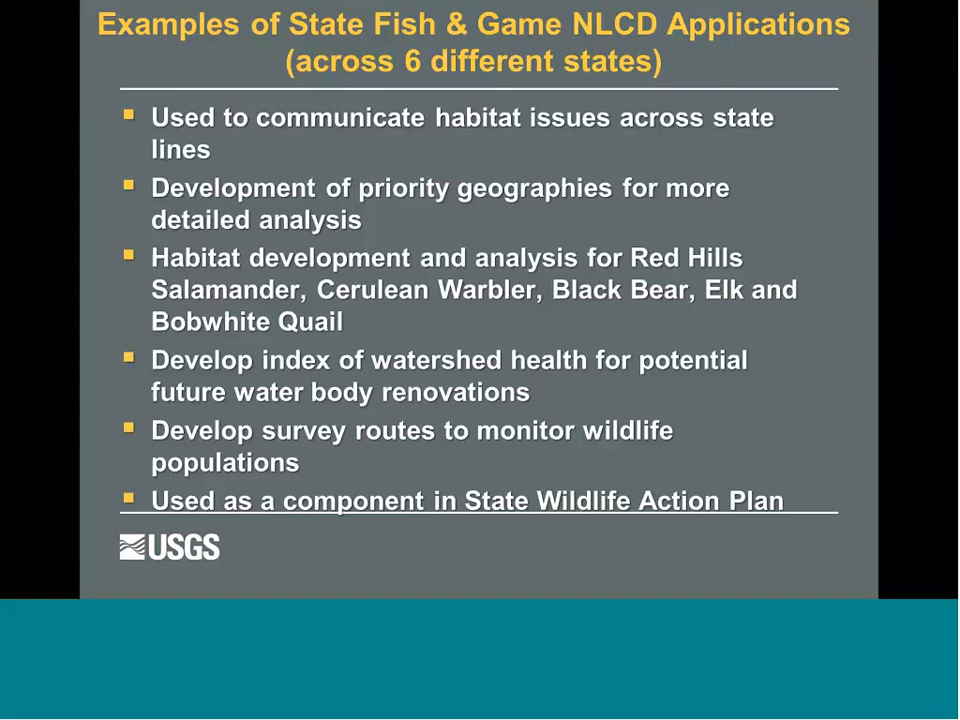 Examples of State Fish & Game NLCD Applications
(across 6 different states)
Used to communicate habitat issues across state
lines
Development of priority geographies for more
detailed analysis
Habitat development and analysis for Red Hills
Salamander, Cerulean Warbler, Black Bear, Elk and
Bobwhite Quail
Develop index of watershed health for potential
future water body renovations
Develop survey routes to monitor wildlife
populations
Used as a component in State Wildlife Action Plan
USGS